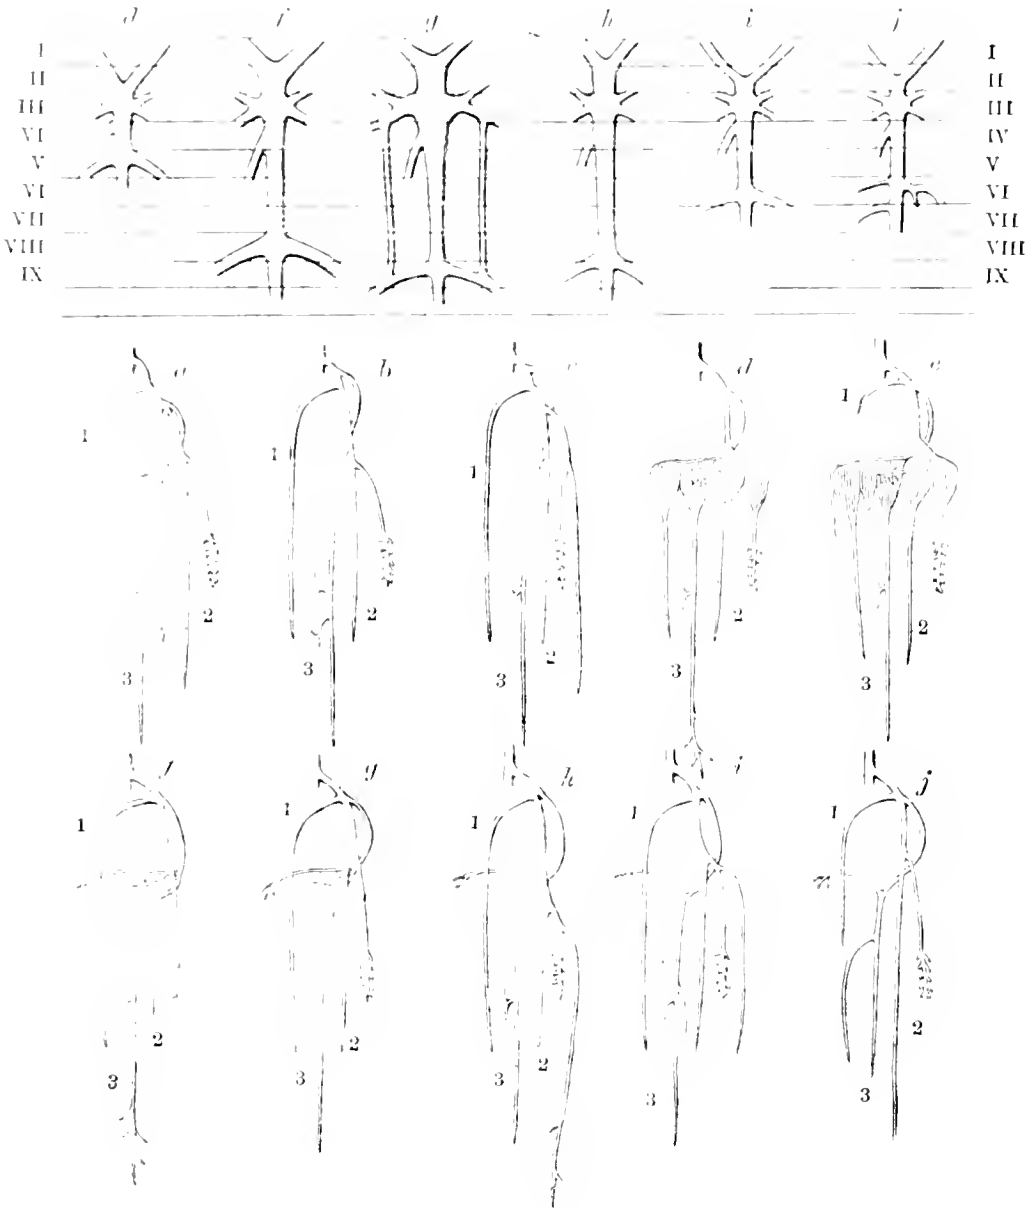 d f g h i j
I I
II II
III III
VI IV
V V
VI VI
VII VII
VIII VIII
IX IX
a b c d e
1
1 1 1
2 2 2 2
3 3 3 3 3
f g h i j
1 1 1 1 1
2 2 2
3 3 3 3 3